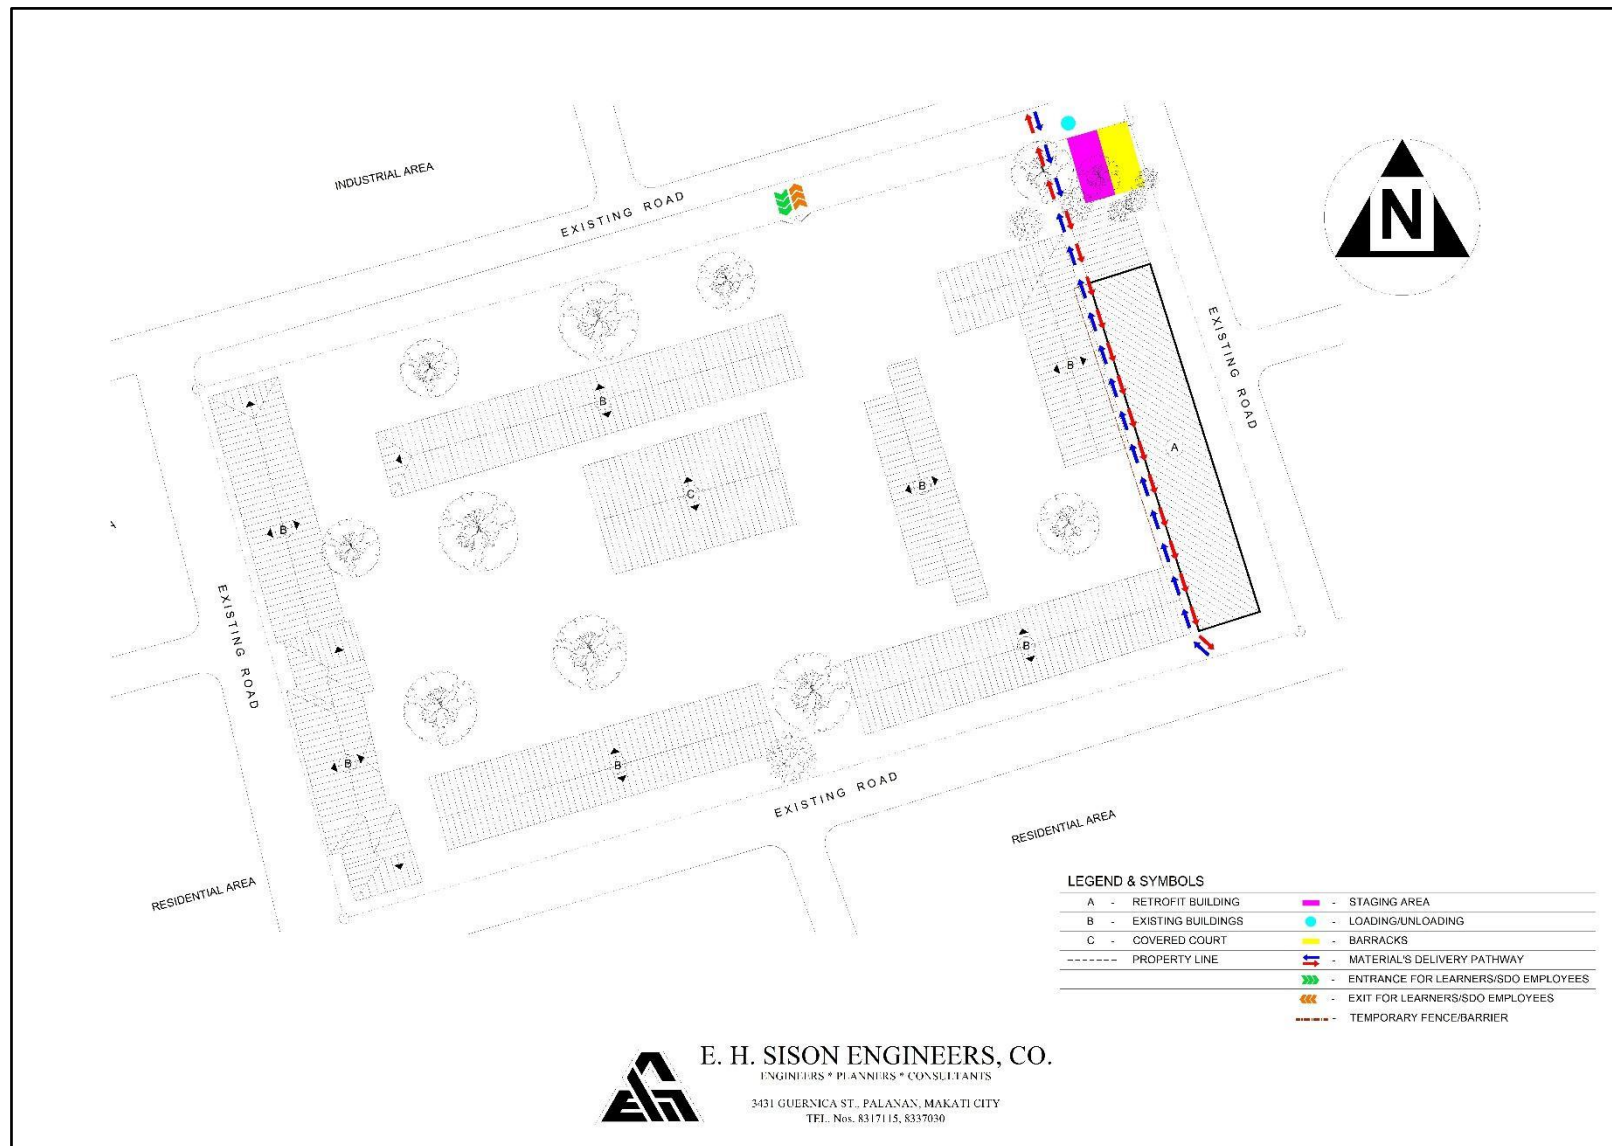 INDUSTRIAL AREA
EXISTING ROAD
N
EXISTING ROAD
B
B
A
C
B
B
EXISTING ROAD
B
B
B
EXISTING ROAD
RESIDENTIAL AREA
RESIDENTIAL AREA
LEGEND & SYMBOLS
A - RETROFIT BUILDING
B - EXISTING BUILDINGS
C - COVERED COURT
------- PROPERTY LINE
- STAGING AREA
- LOADING/UNLOADING
- BARRACKS
- MATERIAL'S DELIVERY PATHWAY
- ENTRANCE FOR LEARNERS/SDO EMPLOYEES
- EXIT FOR LEARNERS/SDO EMPLOYEES
- TEMPORARY FENCE/BARRIER
E. H. SISON ENGINEERS, CO.
ENGINEERS * PLANNERS * CONSULTANTS
3431 GUERNICA ST., PALANAN, MAKATI CITY
TEL. Nos. 8317115, 8337030